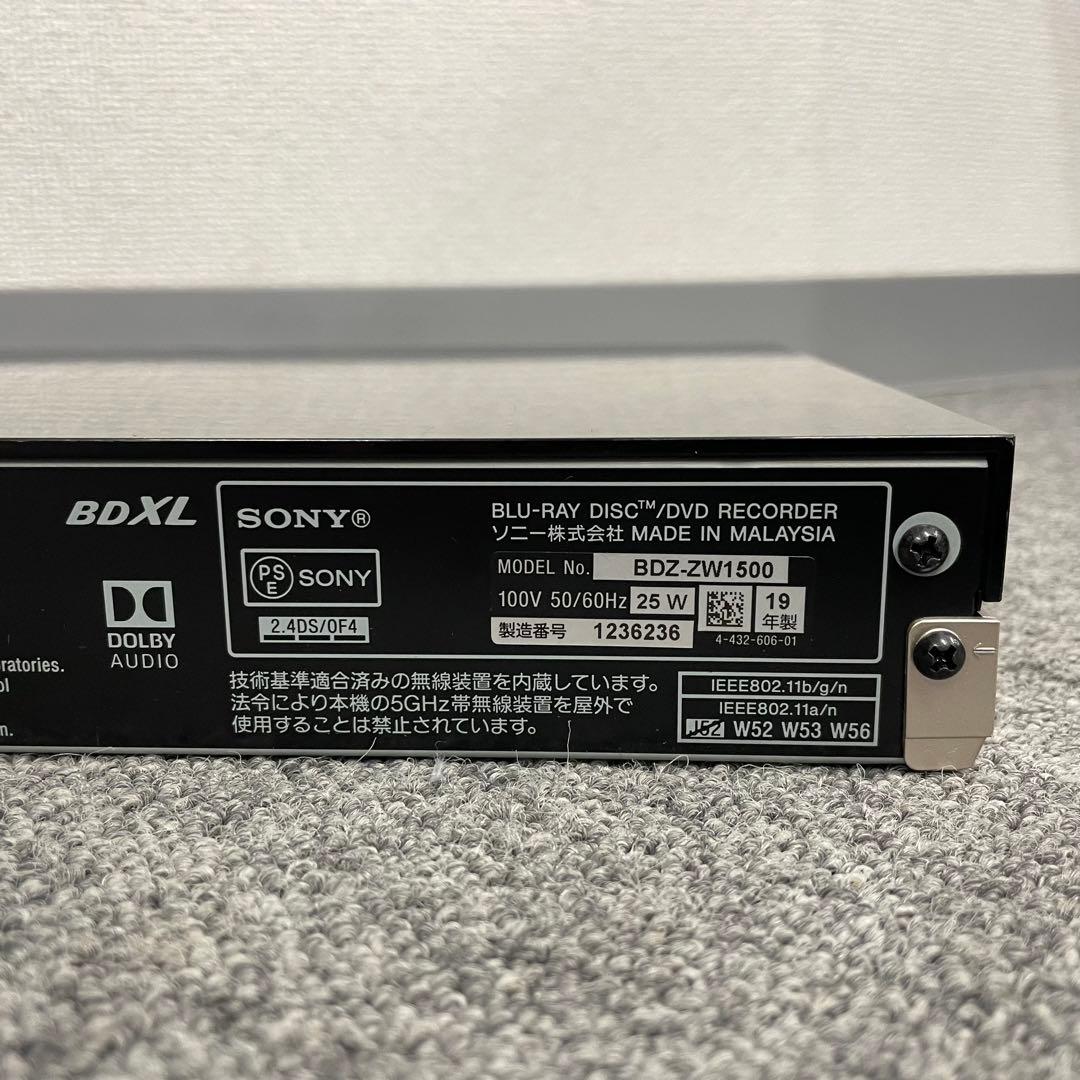 BDXL
DOLBY
AUDIO
oratories.
ol
n.
SONY®
PSE SONY
2.4DS/OF4
BLU-RAY DISC™/DVD RECORDER
ソニー株式会社 MADE IN MALAYSIA
MODEL No. BDZ-ZW1500
100V 50/60Hz 25 W 19年製
製造番号 1236236 4-432-606-01
技術基準適合済みの無線装置を内蔵しています。
法令により本機の5GHz帯無線装置を屋外で
使用することは禁止されています。
IEEE802.11b/g/n
IEEE802.11a/n
J52 W52 W53 W56